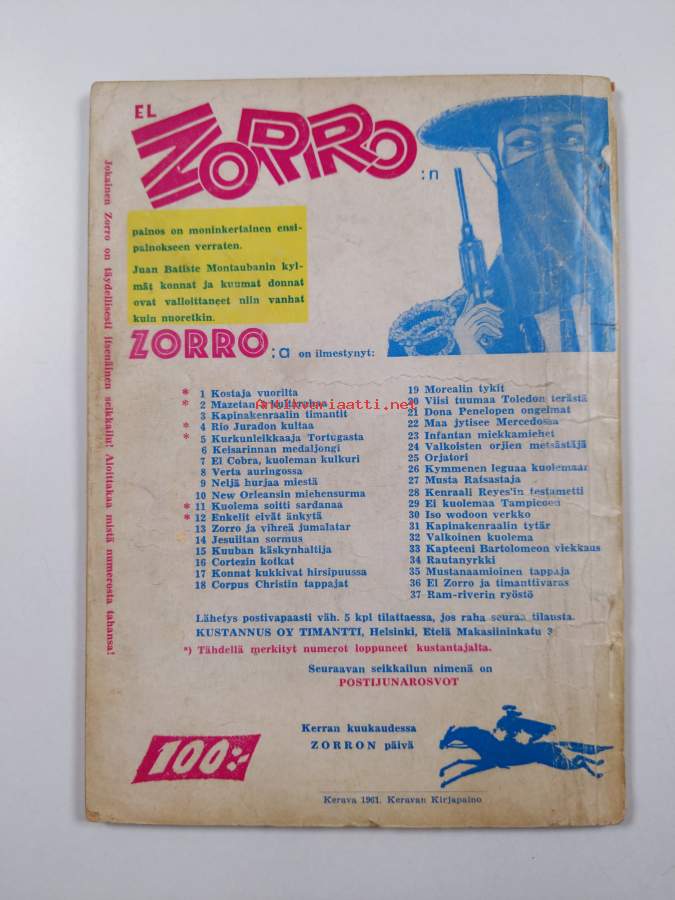 EL
ZORRO
:n
painos on moninkertainen ensi-
painokseen verraten.
Juan Batiste Montaubanin kyl-
mät konnat ja kuumat donnat
ovat valloittaneet niin vanhat
kuin nuoretkin.
ZORRO:a on ilmestynyt:
Jokainen Zorro on täydellisesti itsenäinen seikkailu! Aloittakaa mistä numerosta tahansa!
* 1 Kostaja vuorilta
* 2 Mazetan
3 Kapinakenraalin timantit
* 4 Rio Juradon kultaa
* 5 Kurkunleikkaaja Tortugasta
6 Keisarinnan medaljongi
7 El Cobra, kuoleman kulkuri
8 Verta auringossa
9 Neljä hurjaa miestä
10 New Orleansin miehensurma
* 11 Kuolema soitti sardanaa
* 12 Enkelit eivät änkytä
13 Zorro ja vihreä jumalatar
14 Jesuiitan sormus
15 Kuuban käskynhaltija
16 Cortezin kotkat
17 Konnat kukkivat hirsipuussa
18 Corpus Christin tappajat
19 Morealin tykit
20 Viisi tuumaa Toledon terästä
21 Dona Penelopen ongelmat
22 Maa jytisee Mercedossa
23 Infantan miekkamiehet
24 Valkoisten orjien metsästäjä
25 Orjatori
26 Kymmenen leguaa kuolemaan
27 Musta Ratsastaja
28 Kenraali Reyes'in testametti
29 Ei kuolemaa Tampicoen
30 Iso wodoon verkko
31 Kapinakenraalin tytär
32 Valkoinen kuolema
33 Kapteeni Bartolomeon viekkaus
34 Rautanyrkki
35 Mustanaamioinen tappaja
36 El Zorro ja timanttivaras
37 Ram-riverin ryöstö
antikvariaatti.net
Lähetys postivapaasti väh. 5 kpl tilattaessa, jos raha seuraa tilausta.
KUSTANNUS OY TIMANTTI, Helsinki, Etelä Makasiininkatu 3
*) Tähdellä merkityt numerot loppuneet kustantajalta.
Seuraavan seikkailun nimenä on
POSTIJUNAROSVOT
100:-
Kerran kuukaudessa
ZORRON päivä
Kerava 1961. Keravan Kirjapaino